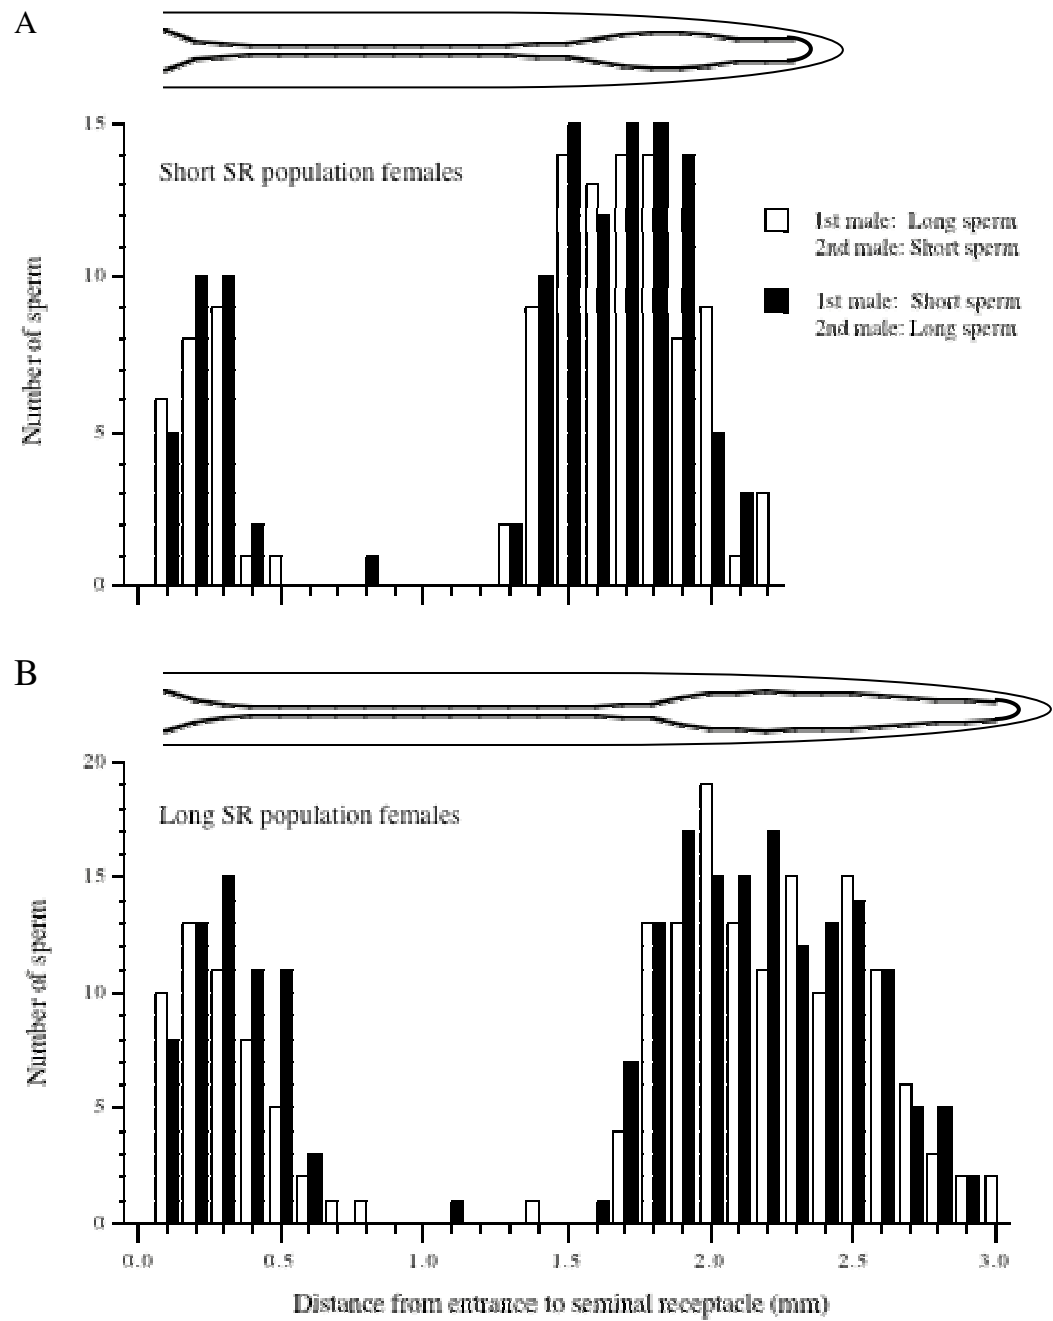 A
15
Short SR population females
1st male: Long sperm
2nd male: Short sperm
10
1st male: Short sperm
2nd male: Long sperm
Number of sperm
5
0
B
20
Long SR population females
15
Number of sperm
10
5
0
0.0 0.5 1.0 1.5 2.0 2.5 3.0
Distance from entrance to seminal receptacle (mm)